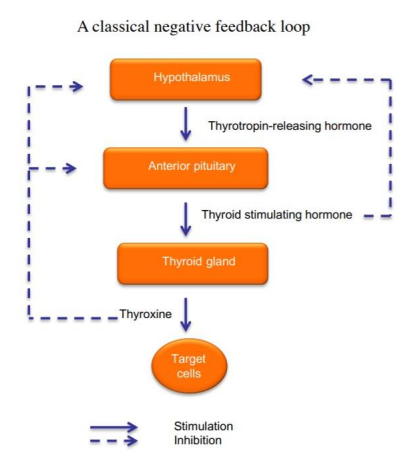 A classical negative feedback loop
Hypothalamus
Thyrotropin-releasing hormone
Anterior pituitary
Thyroid stimulating hormone
Thyroid gland
Thyroxine
Target
cells
Stimulation
Inhibition